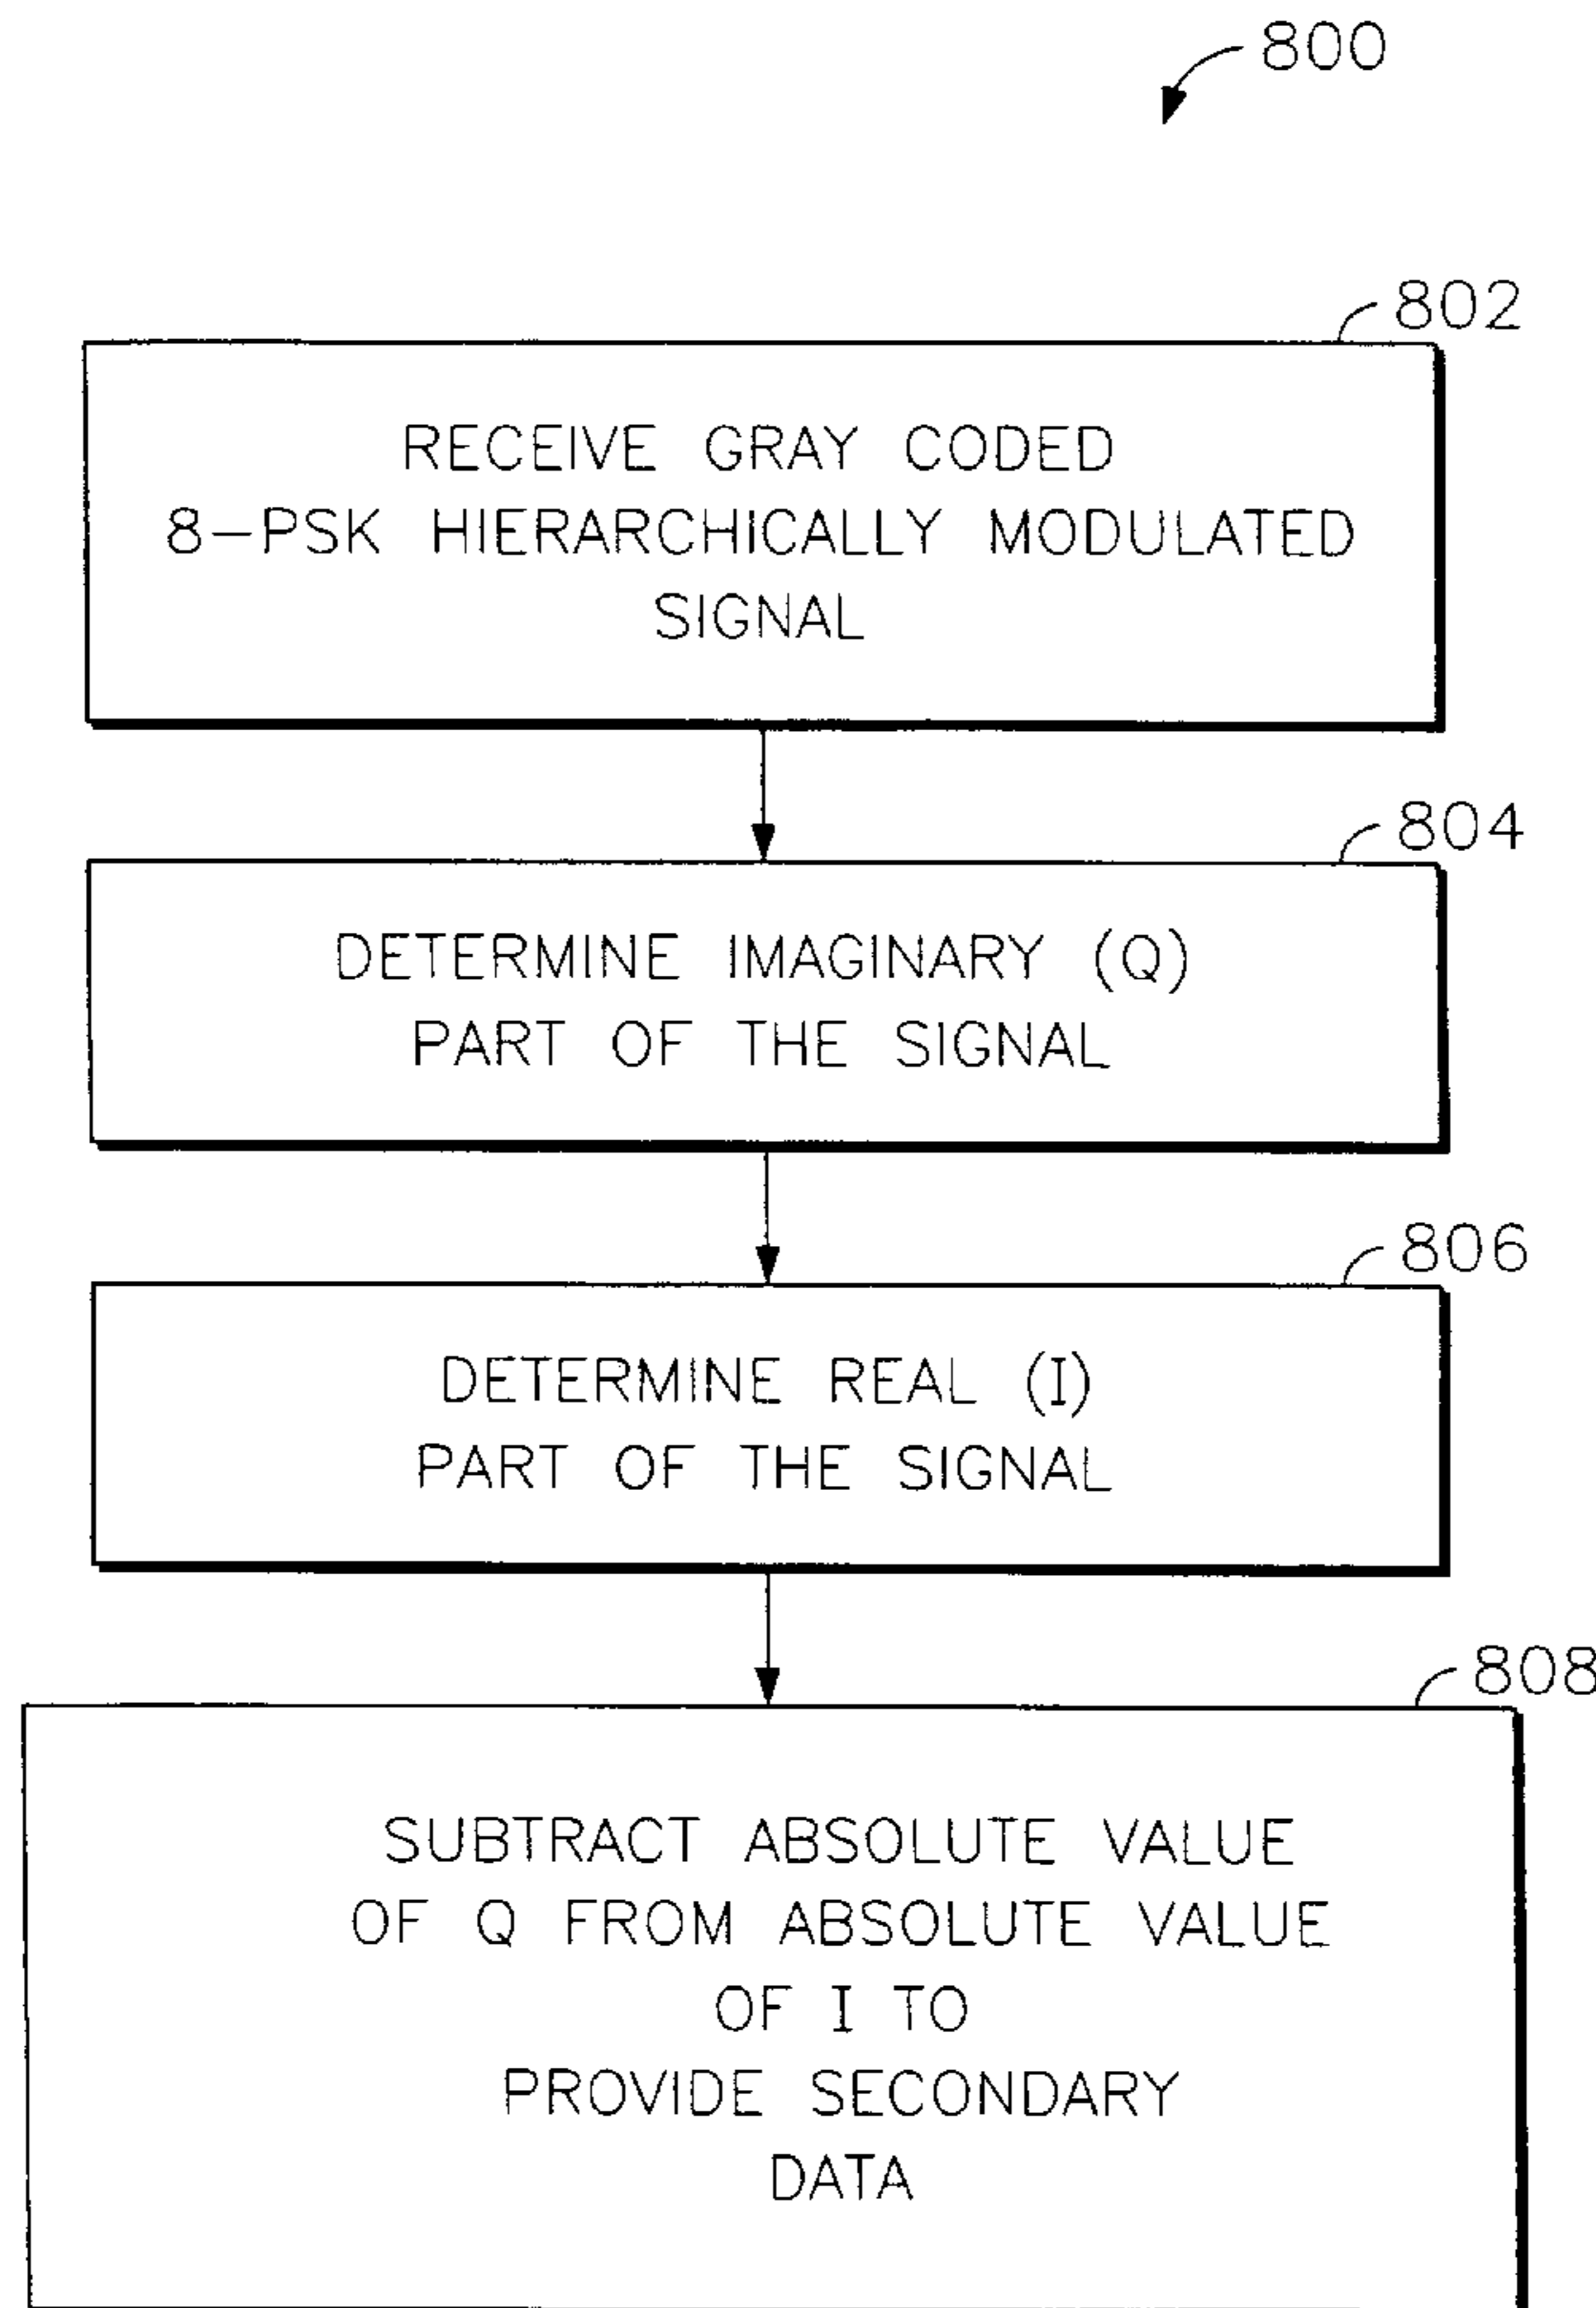 800
802
RECEIVE GRAY CODED
8-PSK HIERARCHICALLY MODULATED
SIGNAL
804
DETERMINE IMAGINARY (Q)
PART OF THE SIGNAL
806
DETERMINE REAL (I)
PART OF THE SIGNAL
808
SUBTRACT ABSOLUTE VALUE
OF Q FROM ABSOLUTE VALUE
OF I TO
PROVIDE SECONDARY
DATA